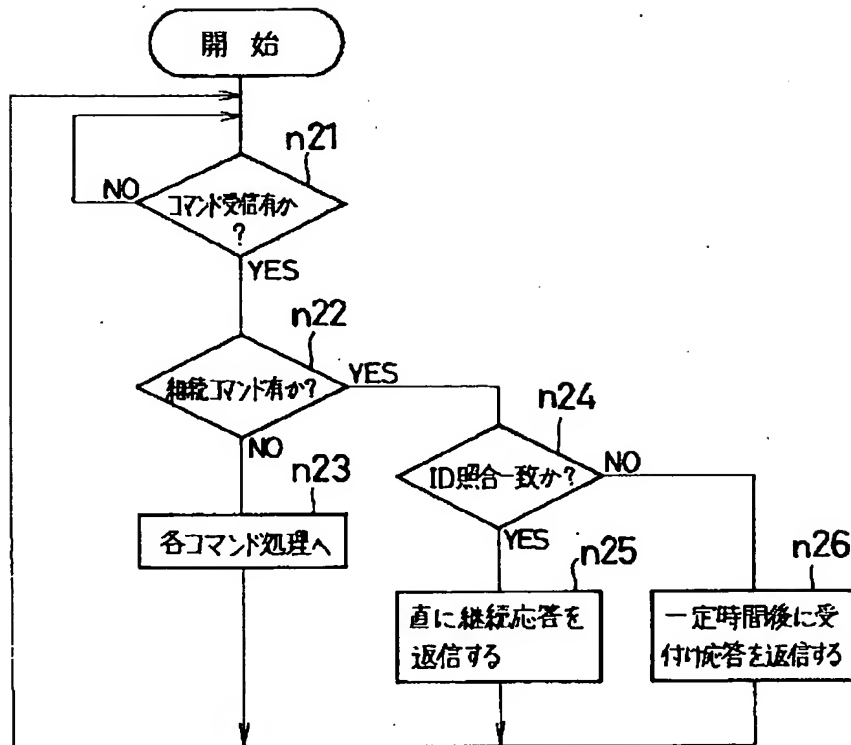 開始
n21
NO
コマンド受信有か
?
YES
n22
継続コマンド有か?
YES
NO
n24
ID照合一致か?
NO
n23
YES
各コマンド処理へ
n25
n26
直に継続応答を
返信する
一定時間後に受
付け応答を返信する